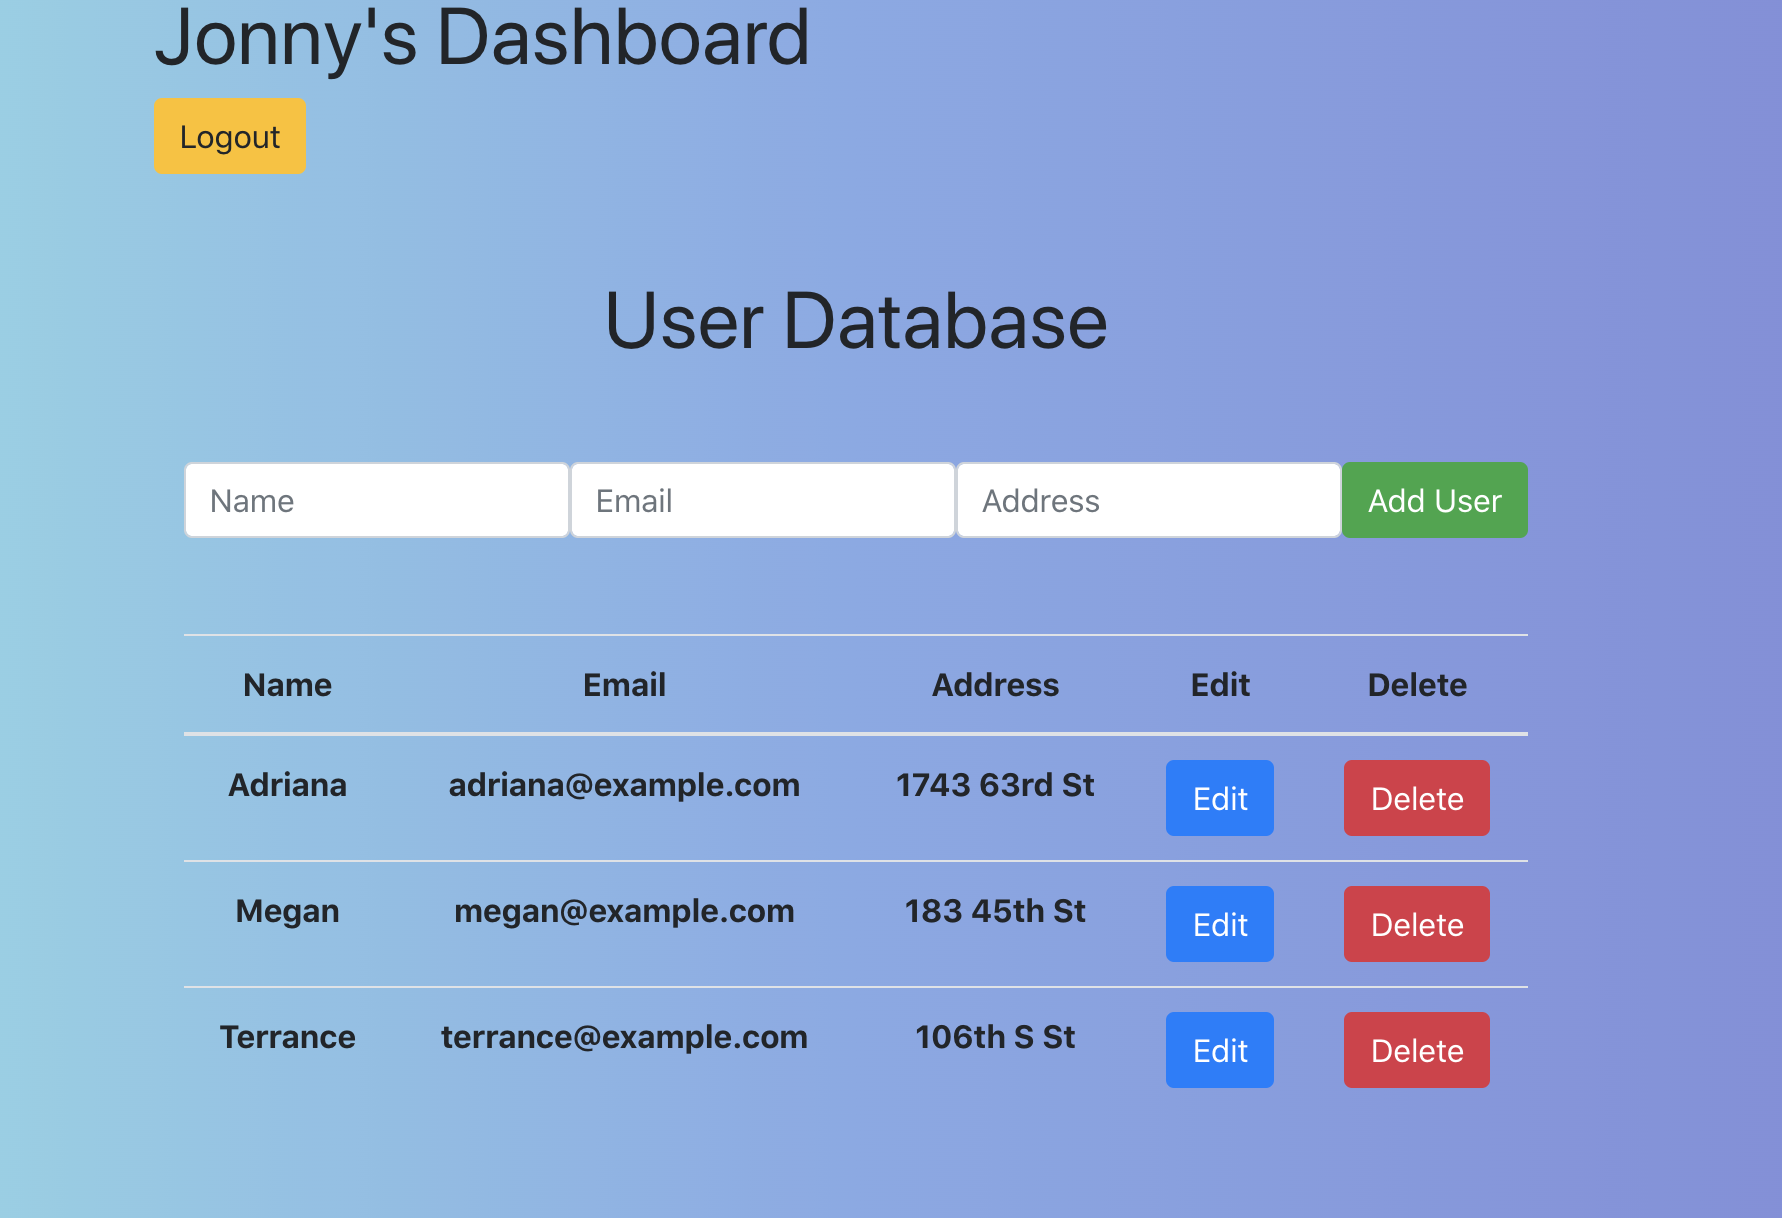 Jonny's Dashboard
Logout
User Database
Name Email Address Add User
Name Email Address Edit Delete
Adriana adriana@example.com 1743 63rd St Edit Delete
Megan megan@example.com 183 45th St Edit Delete
Terrance terrance@example.com 106th S St Edit Delete